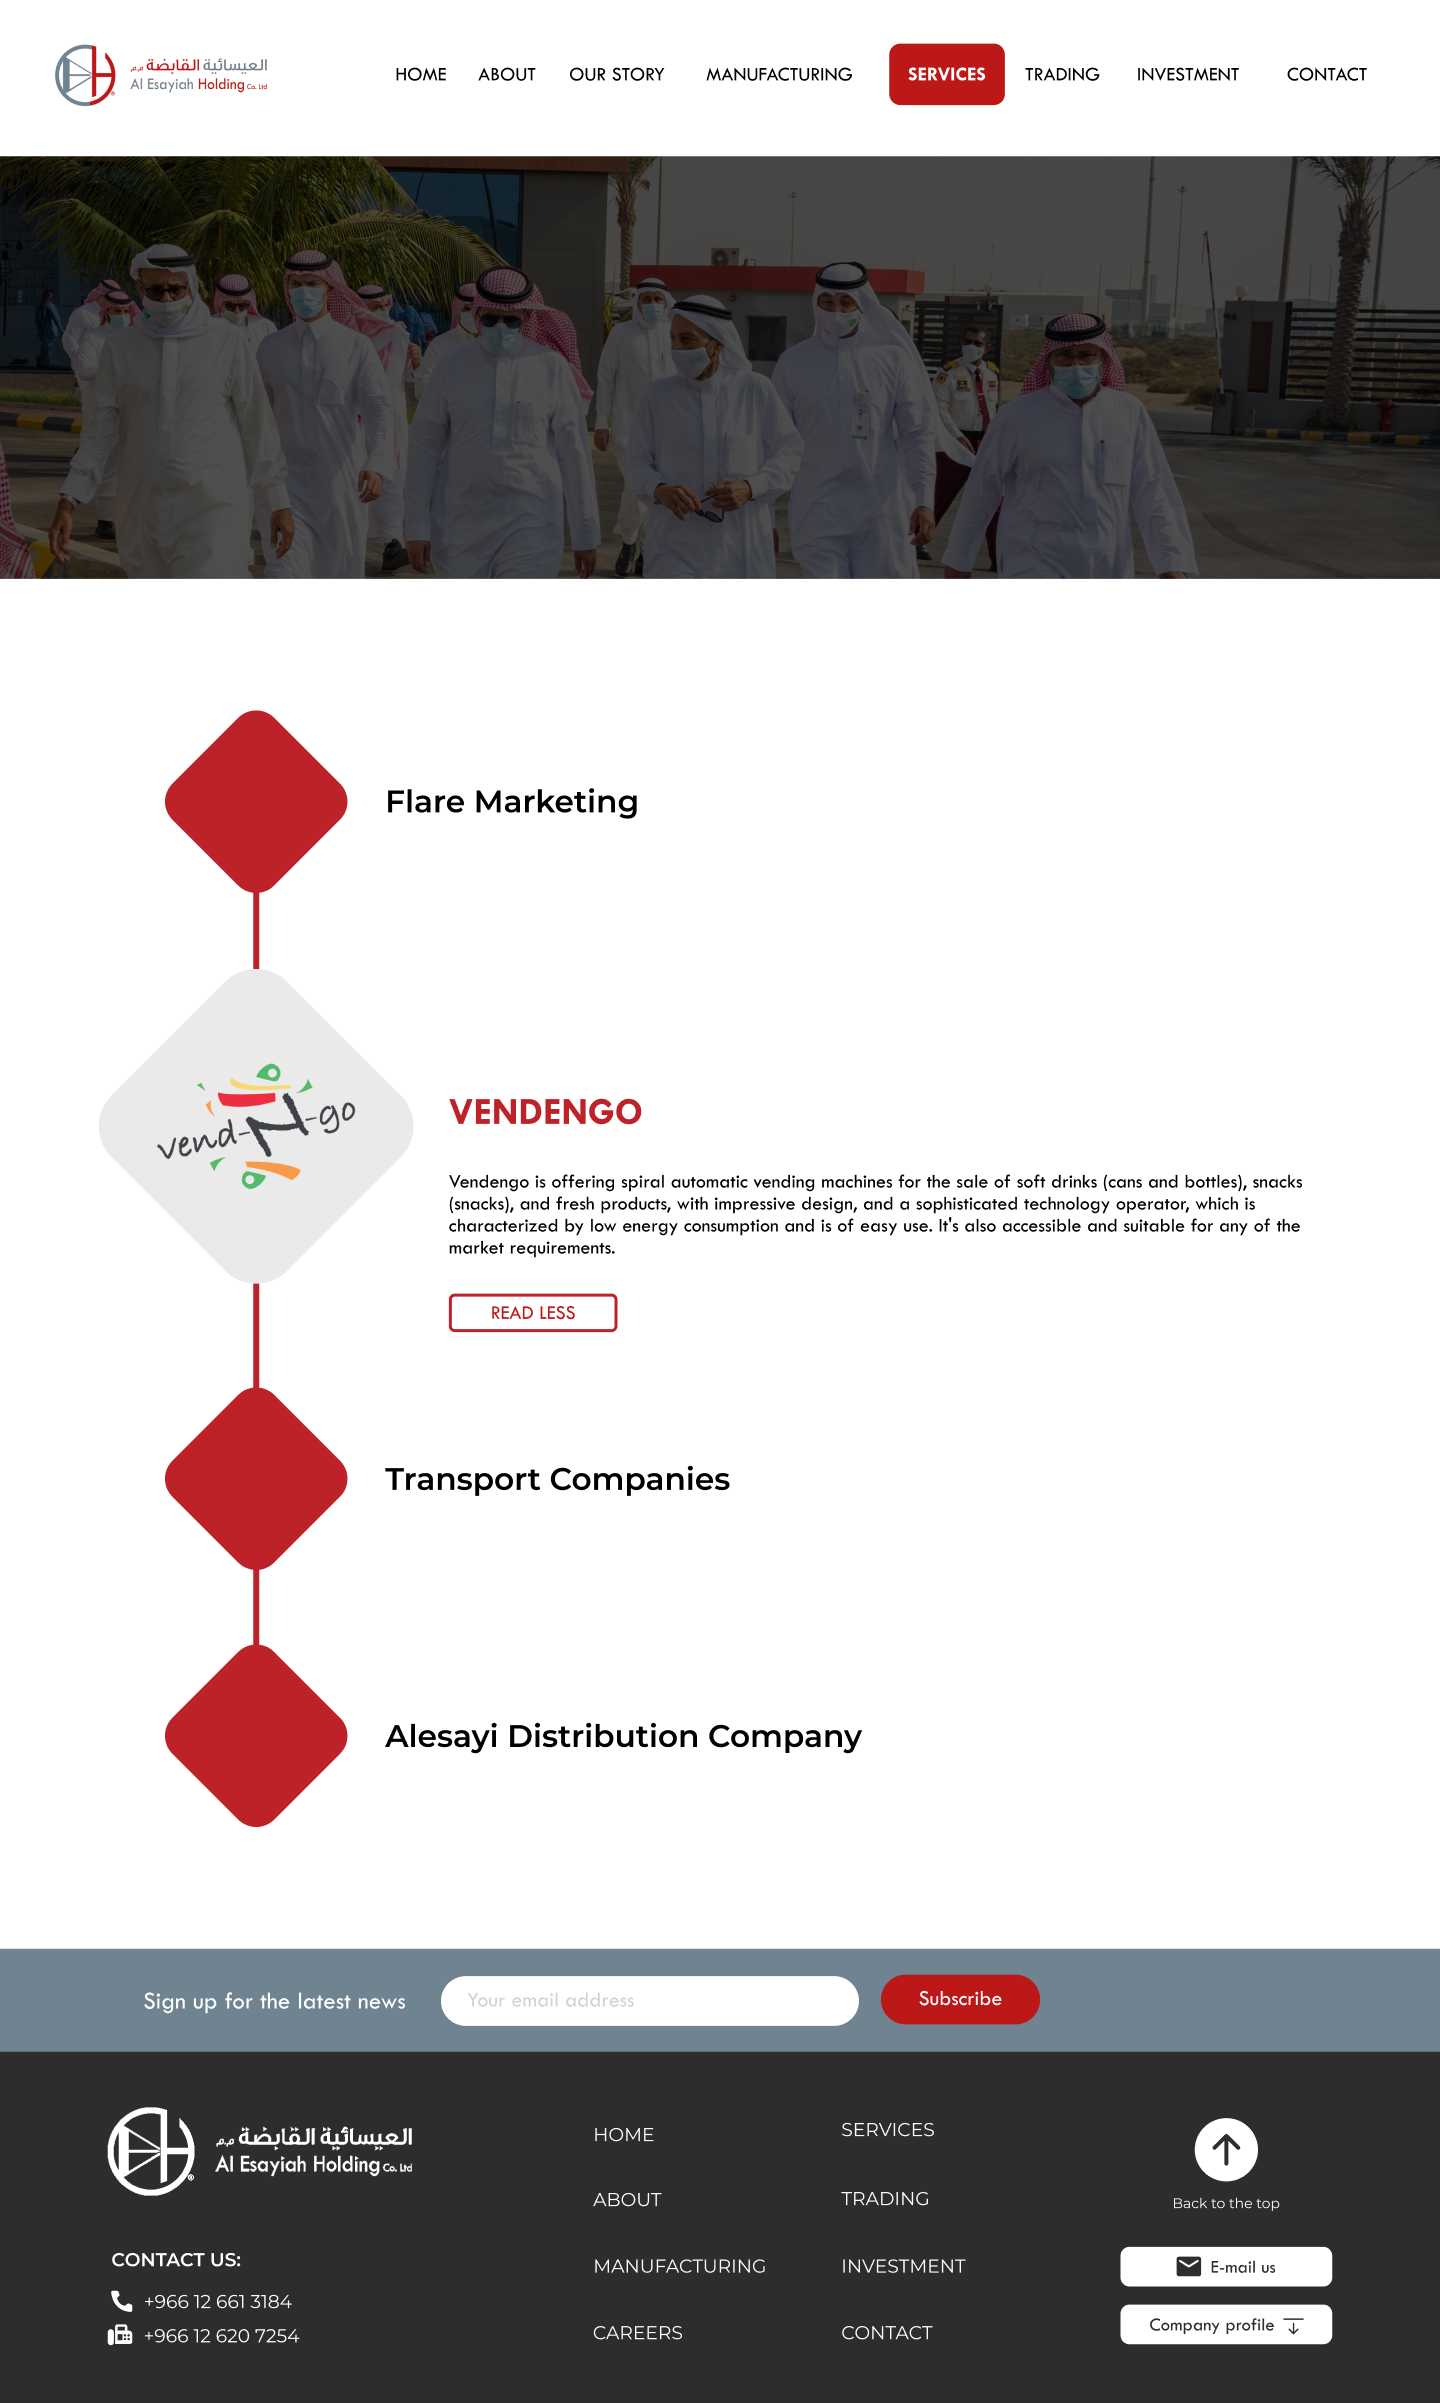 العيسائية القابضة م.م
Al Esayiah Holding Co. Ltd
HOME ABOUT OUR STORY MANUFACTURING SERVICES TRADING INVESTMENT CONTACT
Flare Marketing
vend-N-go
VENDENGO
Vendengo is offering spiral automatic vending machines for the sale of soft drinks (cans and bottles), snacks
(snacks), and fresh products, with impressive design, and a sophisticated technology operator, which is
characterized by low energy consumption and is of easy use. It's also accessible and suitable for any of the
market requirements.
READ LESS
Transport Companies
Alesayi Distribution Company
Sign up for the latest news Your email address Subscribe
العيسائية القابضة م.م
Al Esayiah Holding Co. Ltd
CONTACT US:
+966 12 661 3184
+966 12 620 7254
HOME
ABOUT
MANUFACTURING
CAREERS
SERVICES
TRADING
INVESTMENT
CONTACT
Back to the top
E-mail us
Company profile